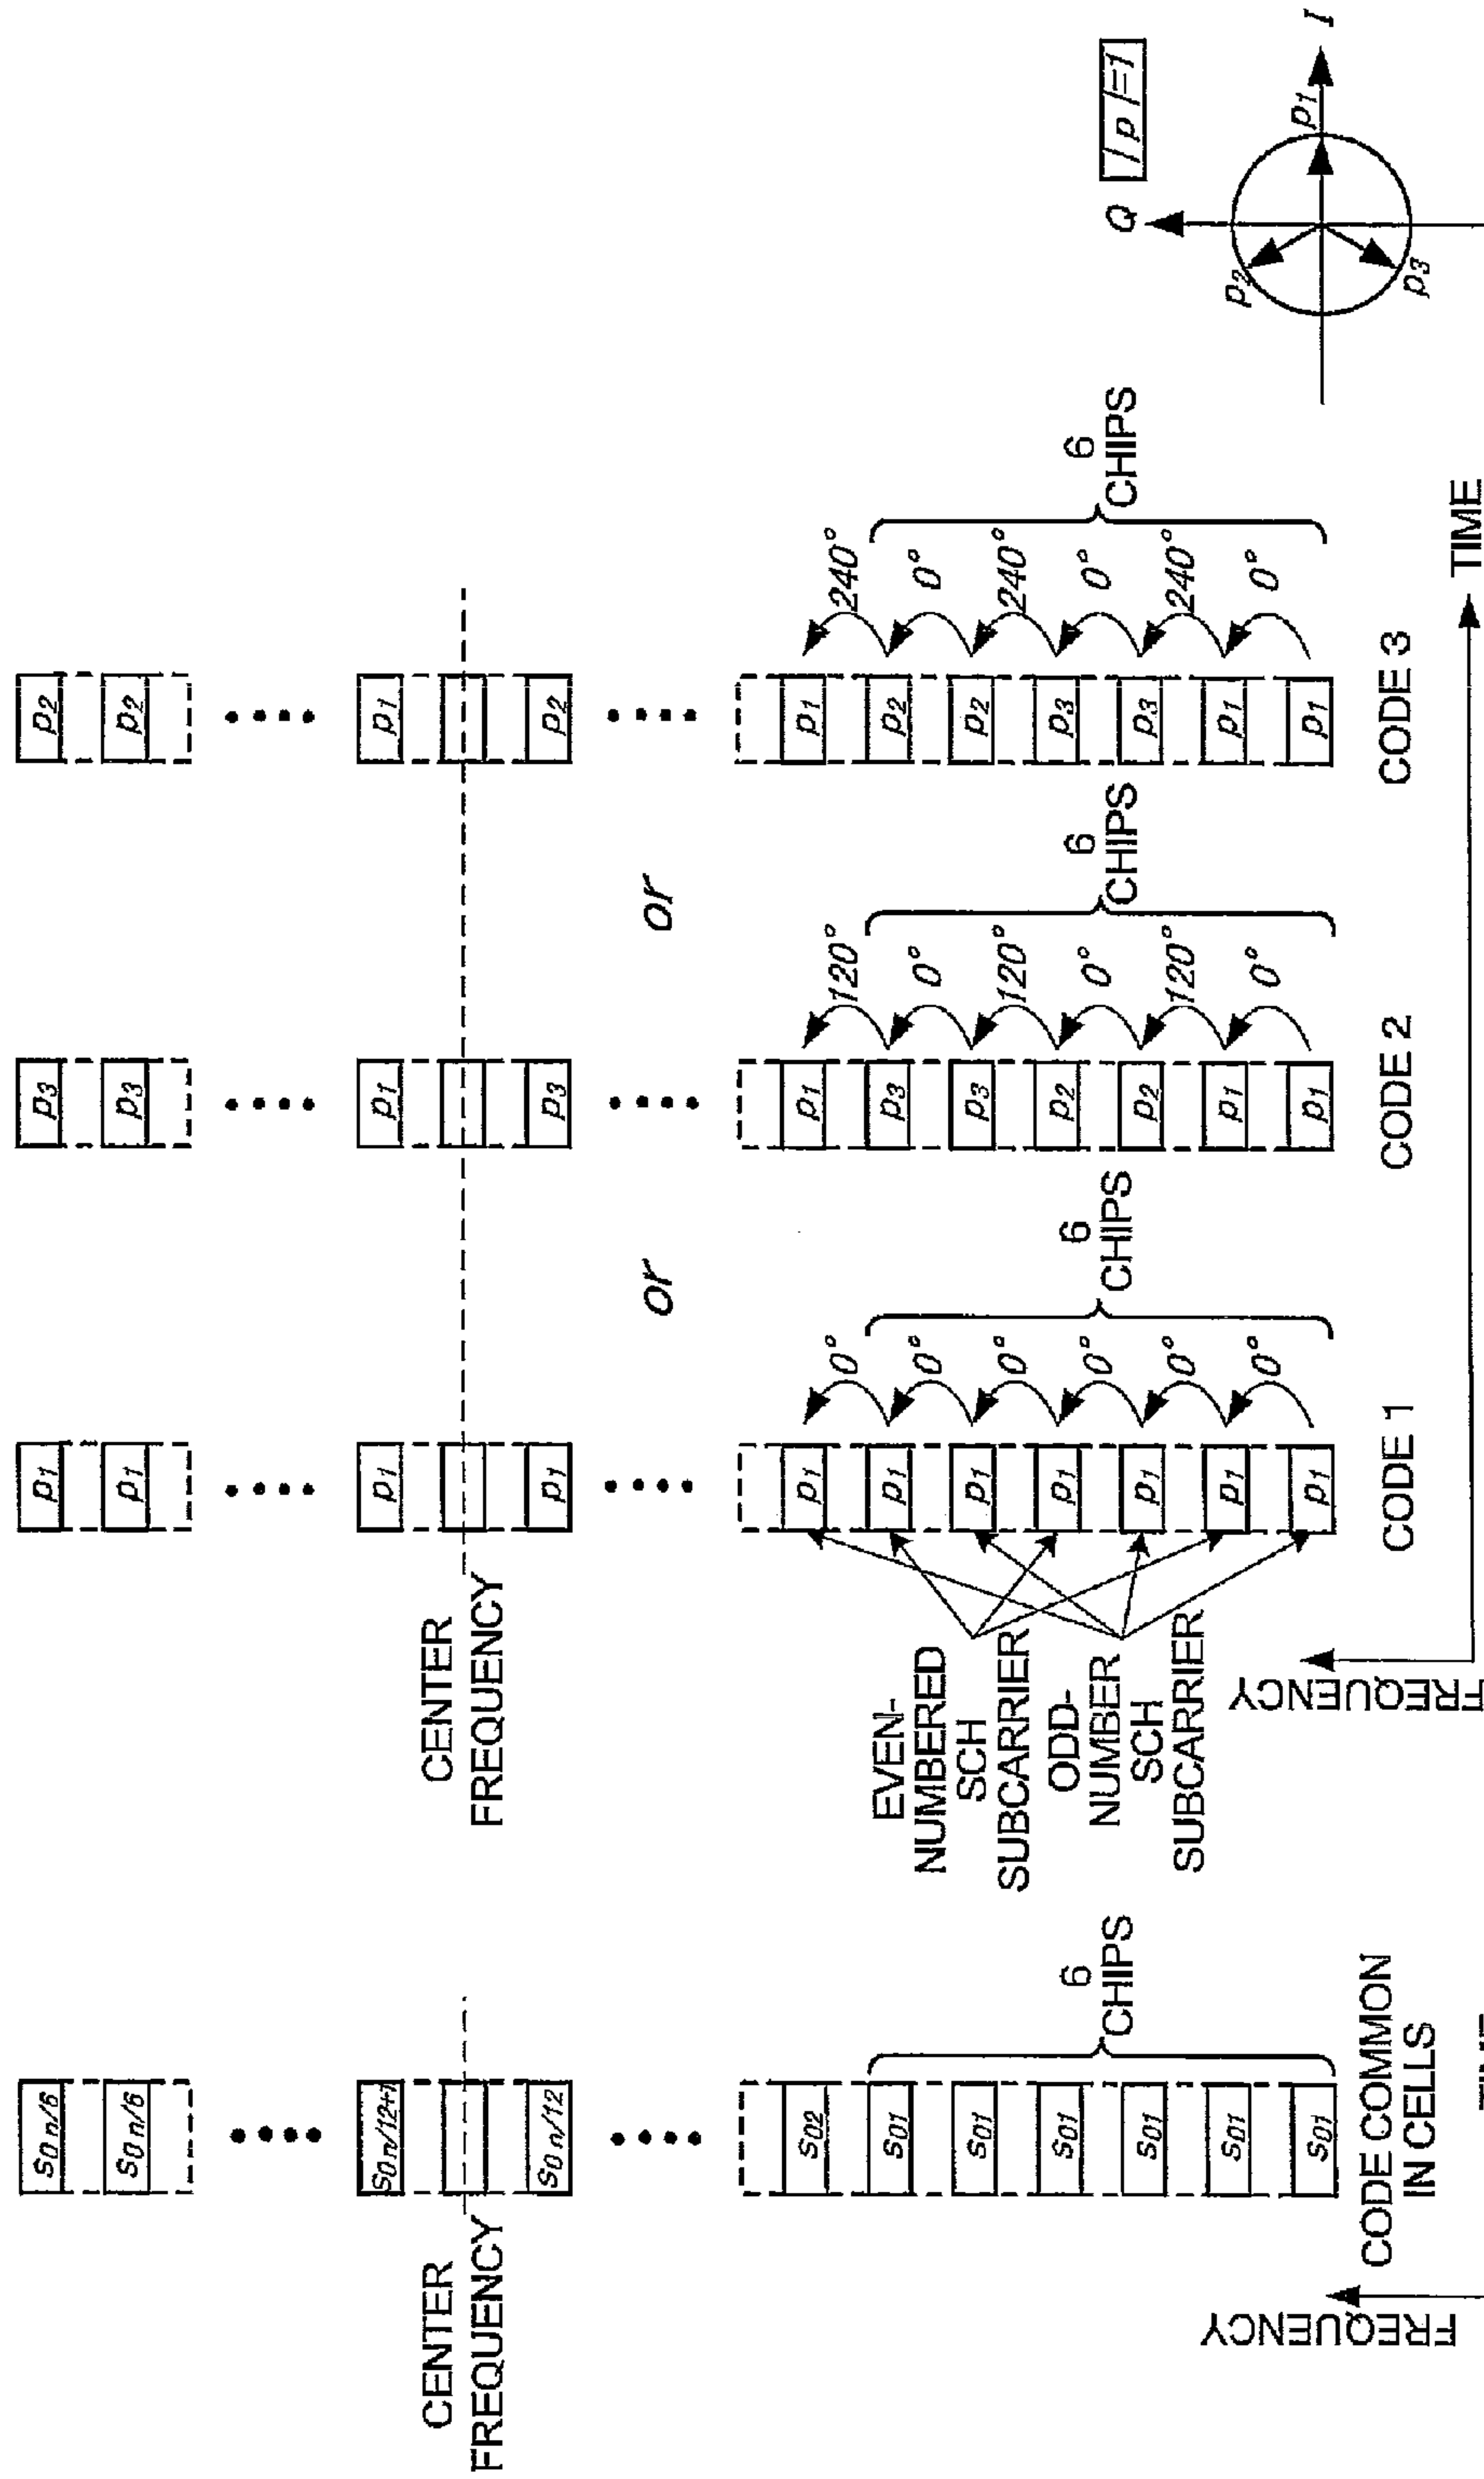 s0 n/6
s0 n/6
s0 n/12+1
s0 n/12
s02
s01
s01
s01
s01
s01
s01
CENTER
FREQUENCY
6
CHIPS
CODE COMMON
IN CELLS
FREQUENCY
CENTER
FREQUENCY
EVEN-
NUMBERED
SCH
SUBCARRIER
ODD-
NUMBER
SCH
SUBCARRIER
p1
p1
p1
p1
p1
p1
p1
p1
p1
p1
p1
0°
0°
0°
0°
0°
0°
6
CHIPS
CODE 1
or
p3
p3
p1
p3
p1
p3
p3
p2
p2
p1
p1
120°
0°
120°
0°
120°
0°
6
CHIPS
CODE 2
or
p2
p2
p1
p2
p1
p2
p2
p3
p3
p1
p1
240°
0°
240°
0°
240°
0°
6
CHIPS
CODE 3
FREQUENCY
TIME
Q
|p|=1
p2
p1
I
p3